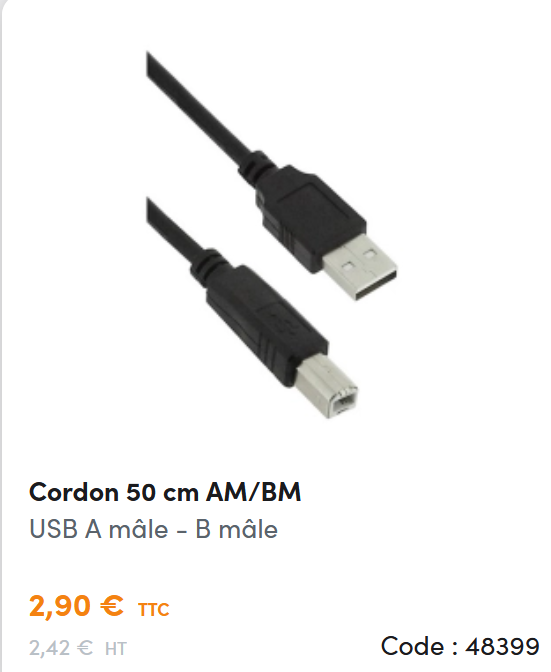 Cordon 50 cm AM/BM
USB A mâle - B mâle
2,90 € TTC
2,42 € HT
Code : 48399